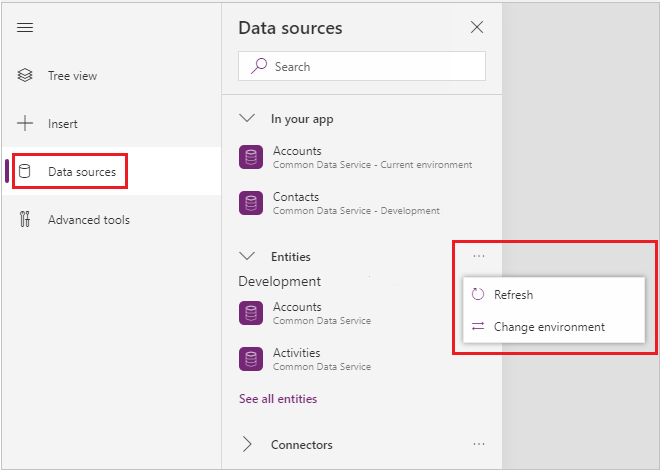 Data sources
Search
Tree view
Insert
Data sources
Advanced tools
In your app
Accounts
Common Data Service - Current environment
Contacts
Common Data Service - Development
Entities
...
Development
Accounts
Common Data Service
Activities
Common Data Service
See all entities
Refresh
Change environment
Connectors
...